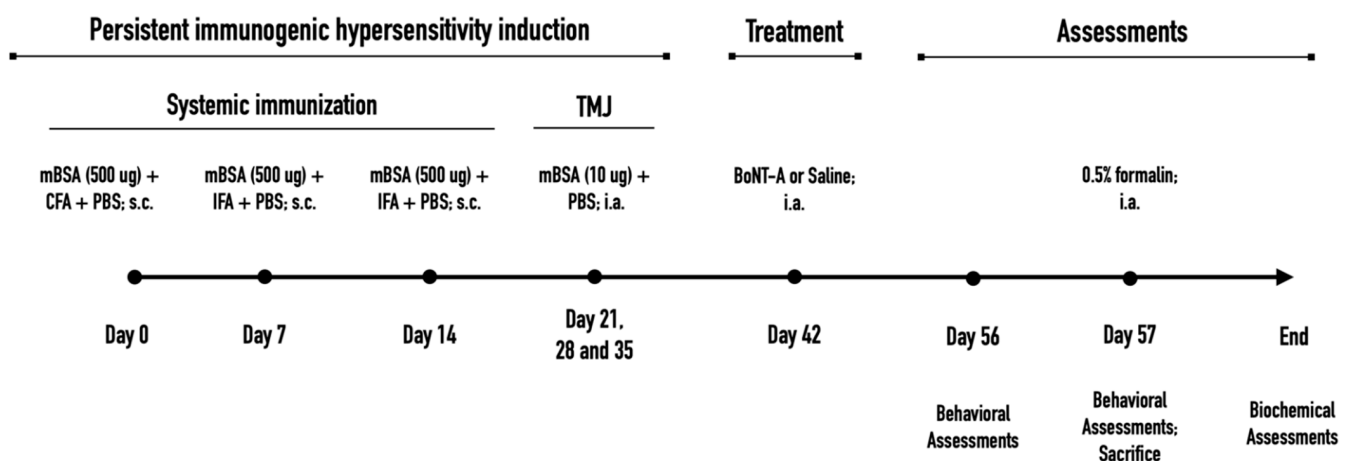 Persistent immunogenic hypersensitivity induction
Treatment
Assessments
Systemic immunization
TMJ
mBSA (500 ug) +
CFA + PBS; s.c.
mBSA (500 ug) +
IFA + PBS; s.c.
mBSA (500 ug) +
IFA + PBS; s.c.
mBSA (10 ug) +
PBS; i.a.
BoNT-A or Saline;
i.a.
0.5% formalin;
i.a.
Day 0
Day 7
Day 14
Day 21,
28 and 35
Day 42
Day 56
Day 57
End
Behavioral
Assessments
Behavioral
Assessments;
Sacrifice
Biochemical
Assessments